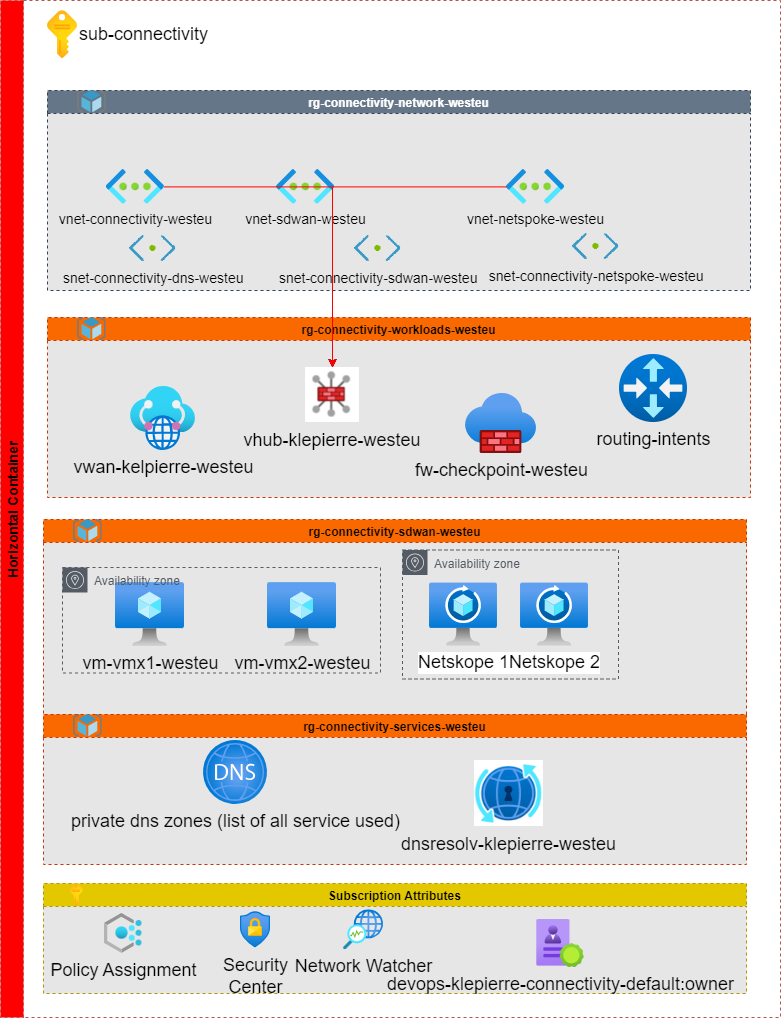 Horizontal Container
sub-connectivity
rg-connectivity-network-westeu
vnet-connectivity-westeu
vnet-sdwan-westeu
vnet-netspoke-westeu
snet-connectivity-dns-westeu
snet-connectivity-sdwan-westeu
snet-connectivity-netspoke-westeu
rg-connectivity-workloads-westeu
vwan-kelpierre-westeu
vhub-klepierre-westeu
fw-checkpoint-westeu
routing-intents
rg-connectivity-sdwan-westeu
Availability zone
vm-vmx1-westeu
vm-vmx2-westeu
Availability zone
Netskope 1
Netskope 2
rg-connectivity-services-westeu
DNS
private dns zones (list of all service used)
dnsresolv-klepierre-westeu
Subscription Attributes
Policy Assignment
Security
Center
Network Watcher
devops-klepierre-connectivity-default:owner